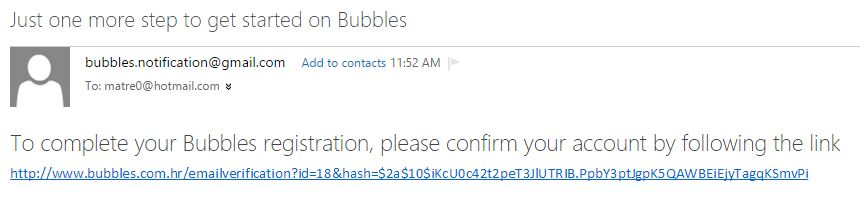 Just one more step to get started on Bubbles
bubbles.notification@gmail.com Add to contacts 11:52 AM
To: matre0@hotmail.com
To complete your Bubbles registration, please confirm your account by following the link
http://www.bubbles.com.hr/emailverification?id=18&hash=$2a$10$iKcU0c42t2peT3JlUTRIB.PpbY3ptJgpK5QAWBEiEjyTagqKSmvPi